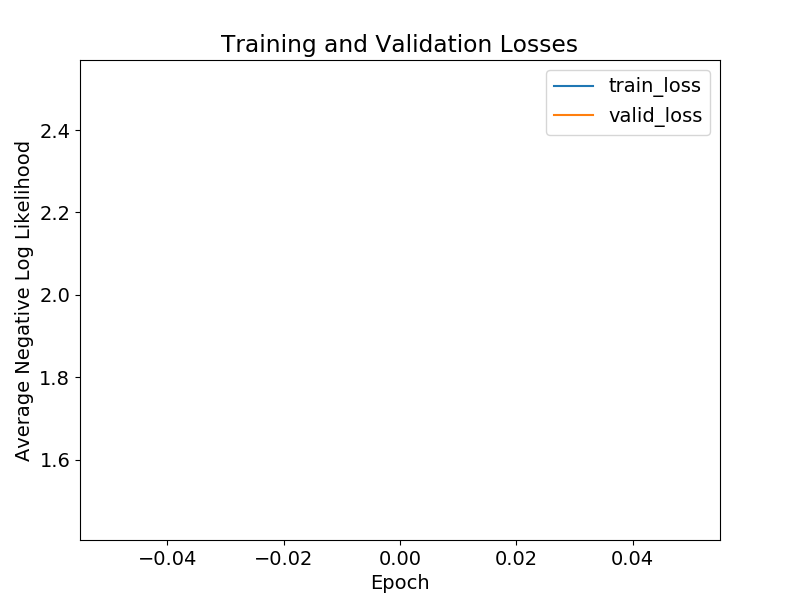 Training and Validation Losses
train_loss
valid_loss
Average Negative Log Likelihood
2.4
2.2
2.0
1.8
1.6
−0.04 −0.02 0.00 0.02 0.04
Epoch